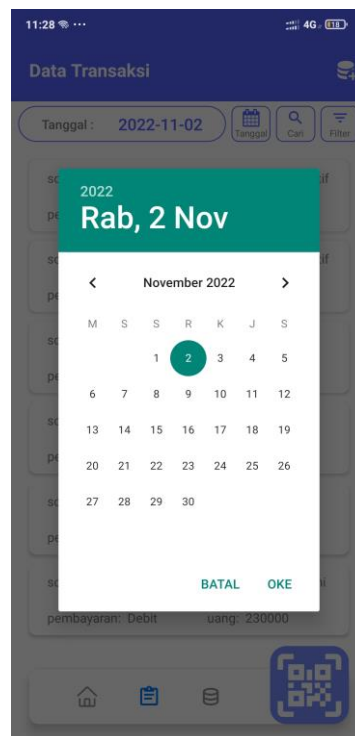 11:28 ··· 4G
Data Transaksi
Tanggal : 2022-11-02 Tanggal Cari Filter
2022
Rab, 2 Nov
November 2022
M S S R K J S
1 2 3 4 5
6 7 8 9 10 11 12
13 14 15 16 17 18 19
20 21 22 23 24 25 26
27 28 29 30
BATAL OKE
pembayaran: Debit uang: 230000